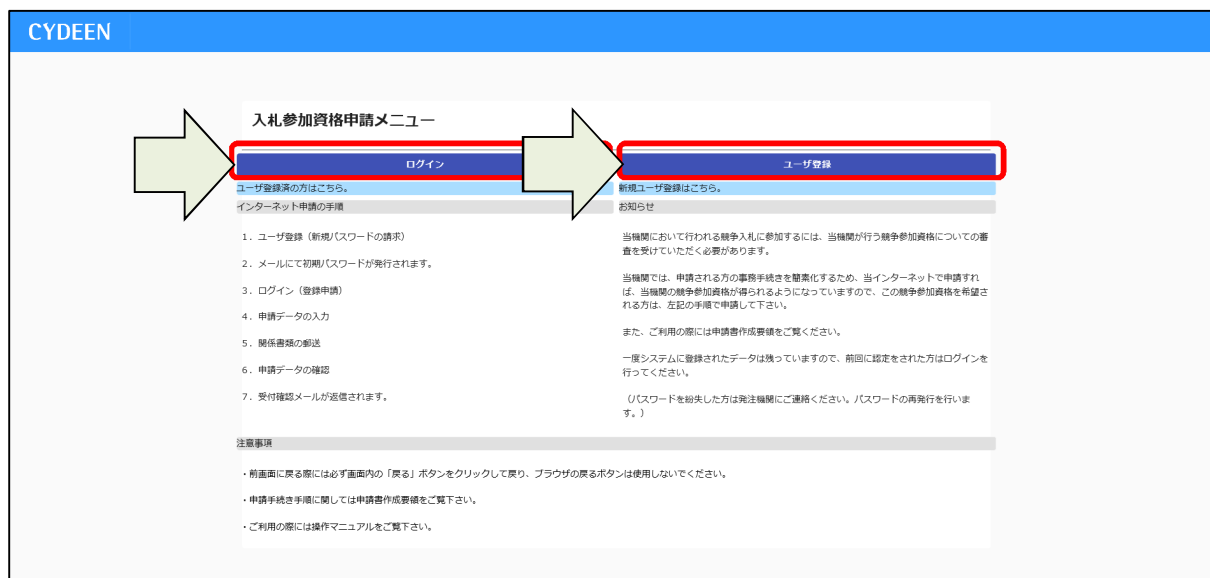 CYDEEN
入札参加資格申請メニュー
ログイン
ユーザ登録済の方はこちら。
インターネット申請の手順
1．ユーザ登録（新規パスワードの請求）
2．メールにて初期パスワードが発行されます。
3．ログイン（登録申請）
4．申請データの入力
5．関係書類の郵送
6．申請データの確認
7．受付確認メールが返信されます。
ユーザ登録
新規ユーザ登録はこちら。
お知らせ
当機関において行われる競争入札に参加するには、当機関が行う競争参加資格についての審
査を受けていただく必要があります。
当機関では、申請される方の事務手続きを簡素化するため、当インターネットで申請すれ
ば、当機関の競争参加資格が得られるようになっていますので、この競争参加資格を希望さ
れる方は、左記の手順で申請して下さい。
また、ご利用の際には申請書作成要領をご覧ください。
一度システムに登録されたデータは残っていますので、前回に認定をされた方はログインを
行ってください。
（パスワードを紛失した方は発注機関にご連絡ください。パスワードの再発行を行いま
す。）
注意事項
・前画面に戻る際には必ず画面内の「戻る」ボタンをクリックして戻り、ブラウザの戻るボタンは使用しないでください。
・申請手続き手順に関しては申請書作成要領をご覧下さい。
・ご利用の際には操作マニュアルをご覧下さい。